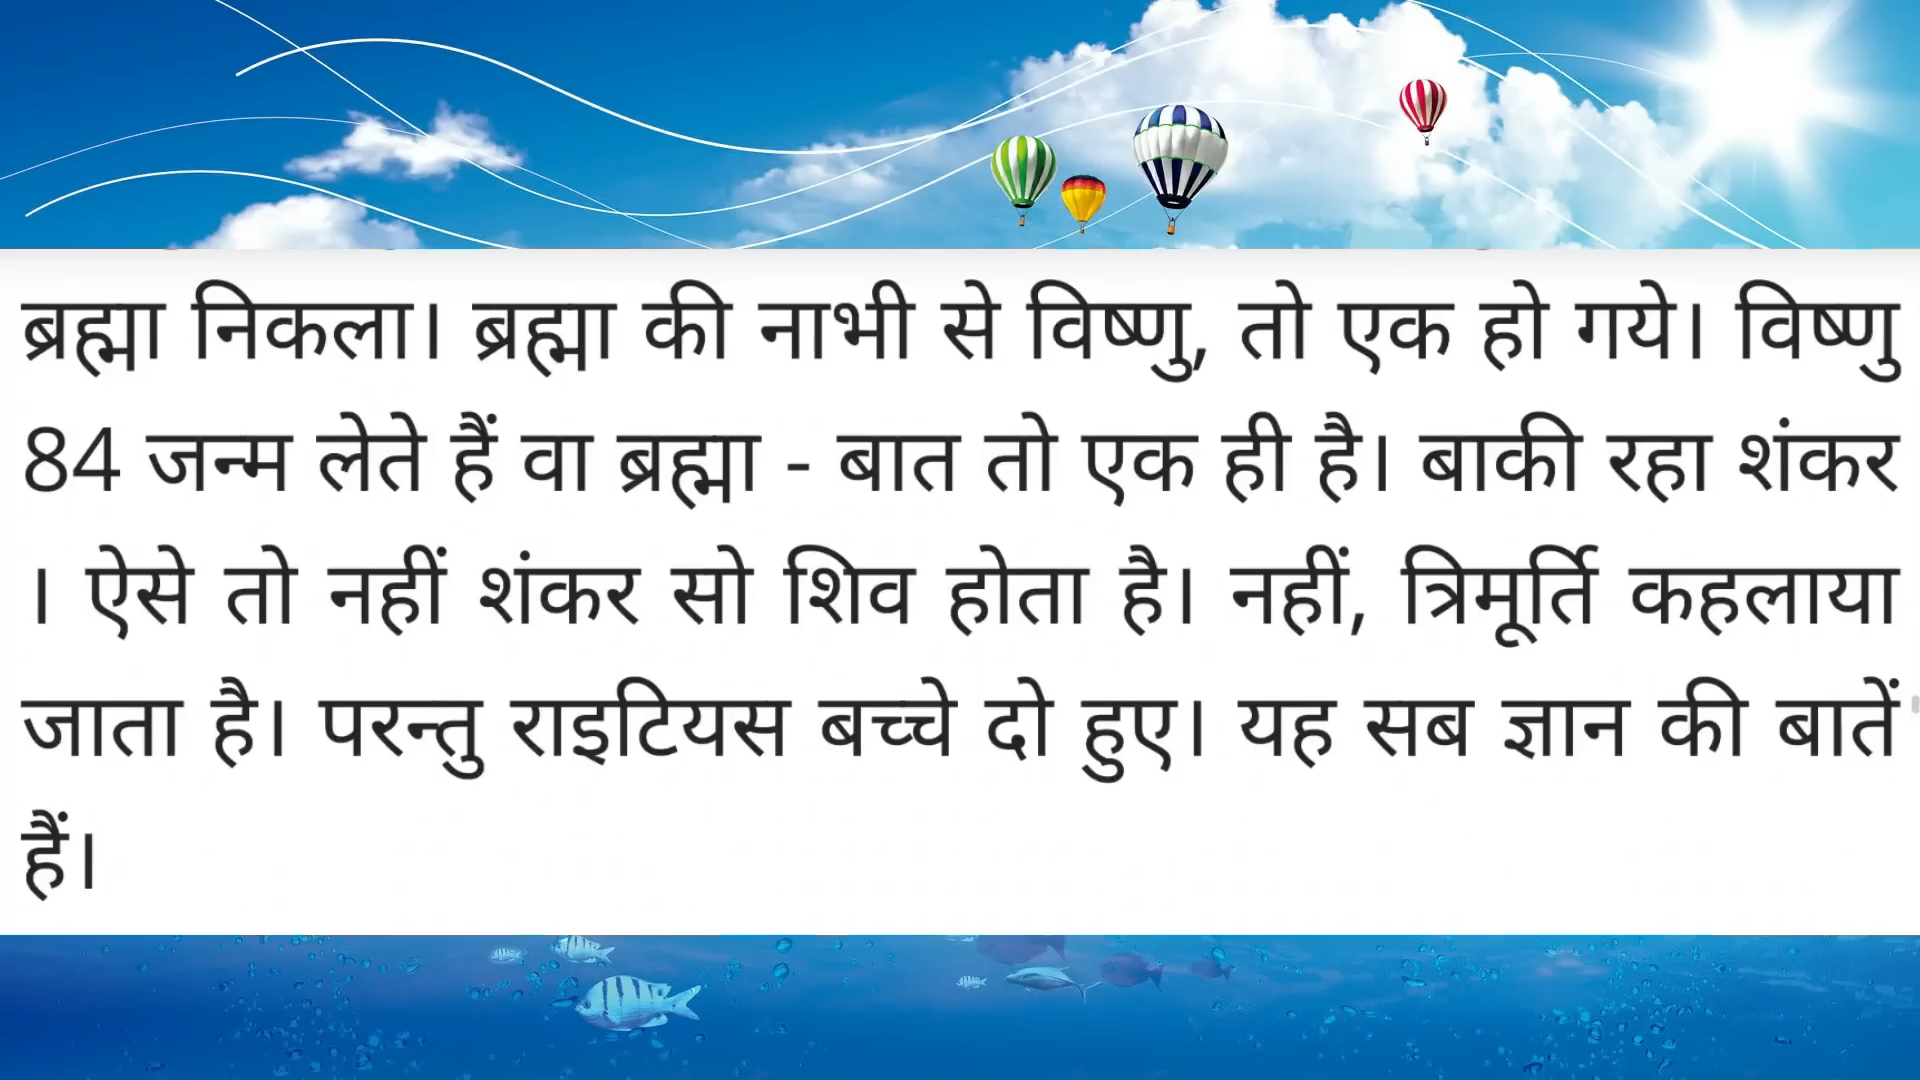 ब्रह्मा निकला। ब्रह्मा की नाभी से विष्णु, तो एक हो गये। विष्णु
84 जन्म लेते हैं वा ब्रह्मा - बात तो एक ही है। बाकी रहा शंकर
। ऐसे तो नहीं शंकर सो शिव होता है। नहीं, त्रिमूर्ति कहलाया
जाता है। परन्तु राइटियस बच्चे दो हुए। यह सब ज्ञान की बातें
हैं।